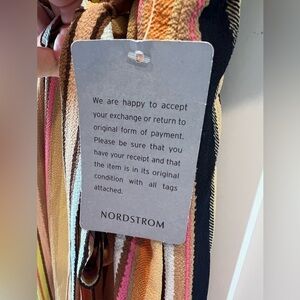 We are happy to accept
your exchange or return to
original form of payment.
Please be sure that you
have your receipt and that
the item is in its original
condition with all tags
attached.
NORDSTROM